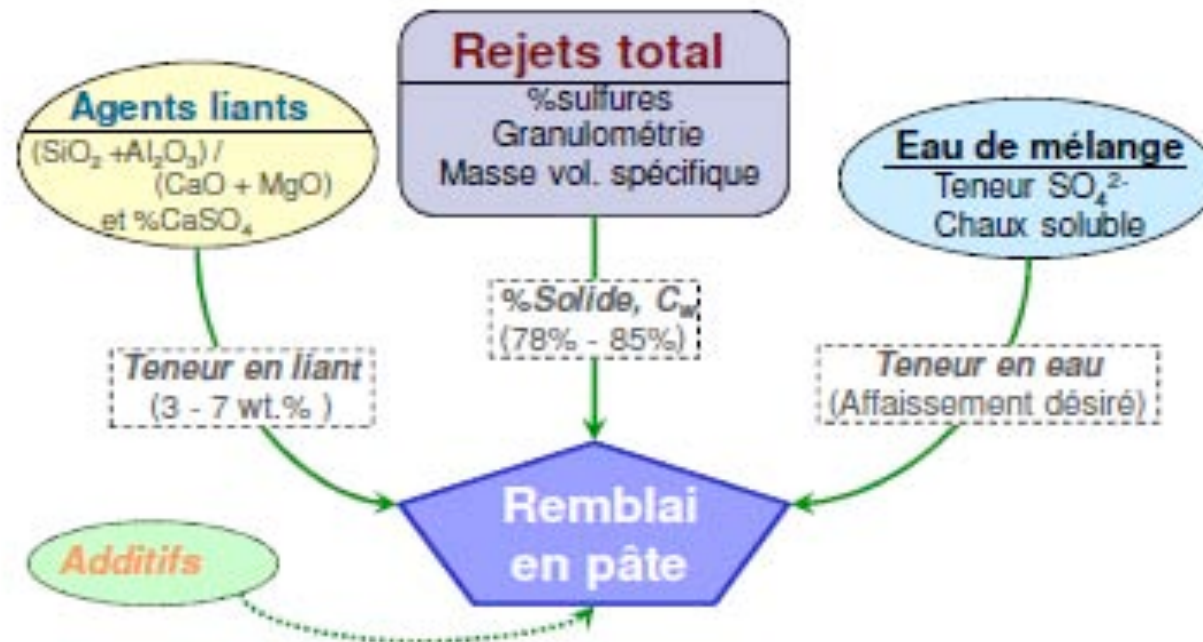 Rejets total
%sulfures
Granulométrie
Masse vol. spécifique
Agents liants
(SiO₂ +Al₂O₃) /
(CaO + MgO)
et %CaSO₄
Eau de mélange
Teneur SO₄²⁻
Chaux soluble
%Solide, Cw
(78% - 85%)
Teneur en liant
(3 - 7 wt.% )
Teneur en eau
(Affaissement désiré)
Remblai
en pâte
Additifs